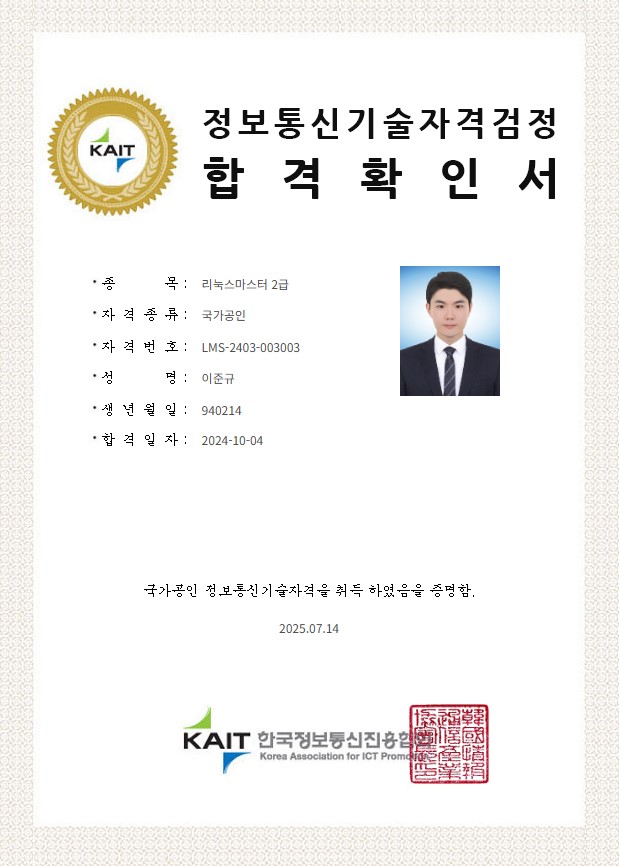 KAIT
정보통신기술자격검정
합격확인서
· 종 목 : 리눅스마스터 2급
· 자격종류 : 국가공인
· 자격번호 : LMS-2403-003003
· 성 명 : 이준규
· 생년월일 : 940214
· 합격일자 : 2024-10-04
국가공인 정보통신기술자격을 취득 하였음을 증명함.
2025.07.14
KAIT 한국정보통신진흥협회
Korea Association for ICT Promotion